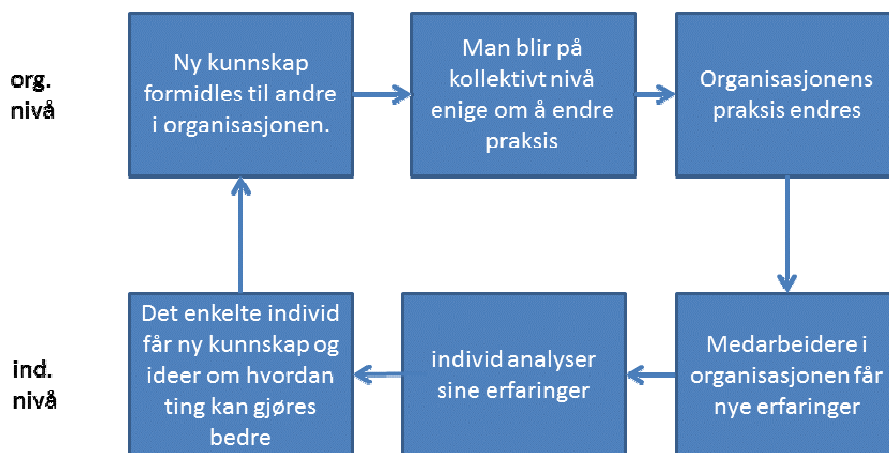 org.
nivå
Ny kunnskap
formidles til andre
i organisasjonen.
Man blir på
kollektivt nivå
enige om å endre
praksis
Organisasjonens
praksis endres
ind.
nivå
Det enkelte individ
får ny kunnskap og
ideer om hvordan
ting kan gjøres
bedre
individ analyser
sine erfaringer
Medarbeidere i
organisasjonen får
nye erfaringer